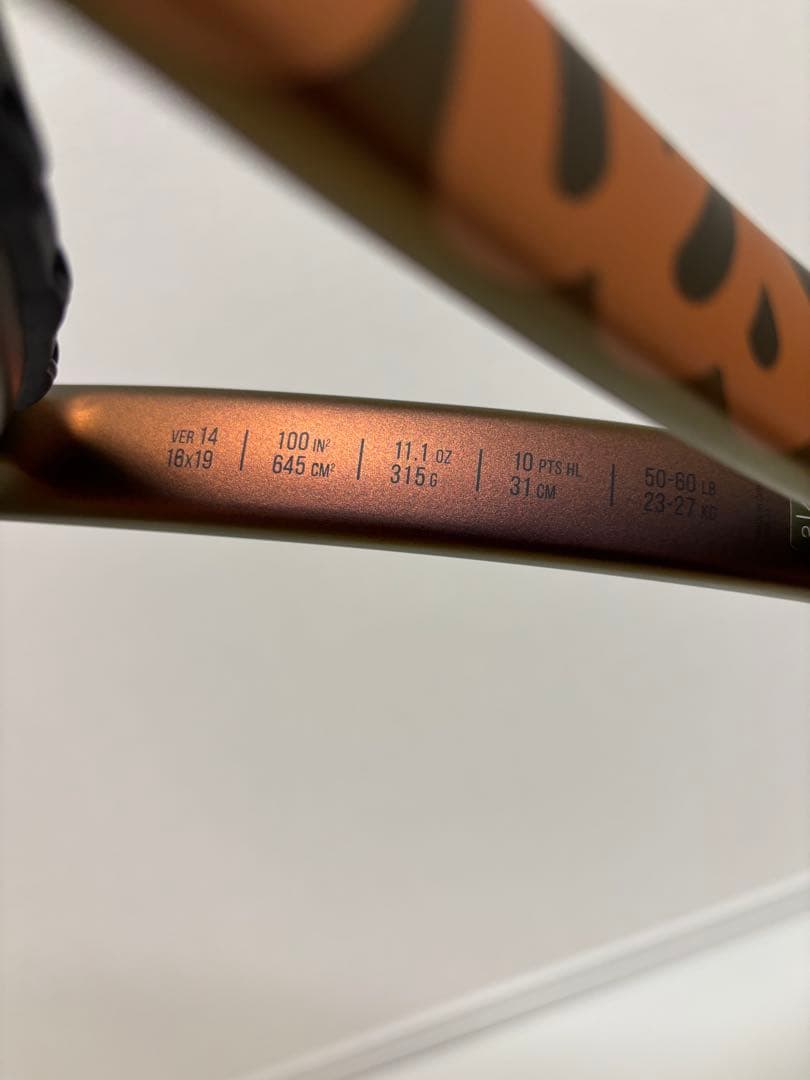 VER 14
16x19
100 IN²
645 CM²
11.1 OZ
315 G
10 PTS HL
31 CM
50-60 LB
23-27 KG